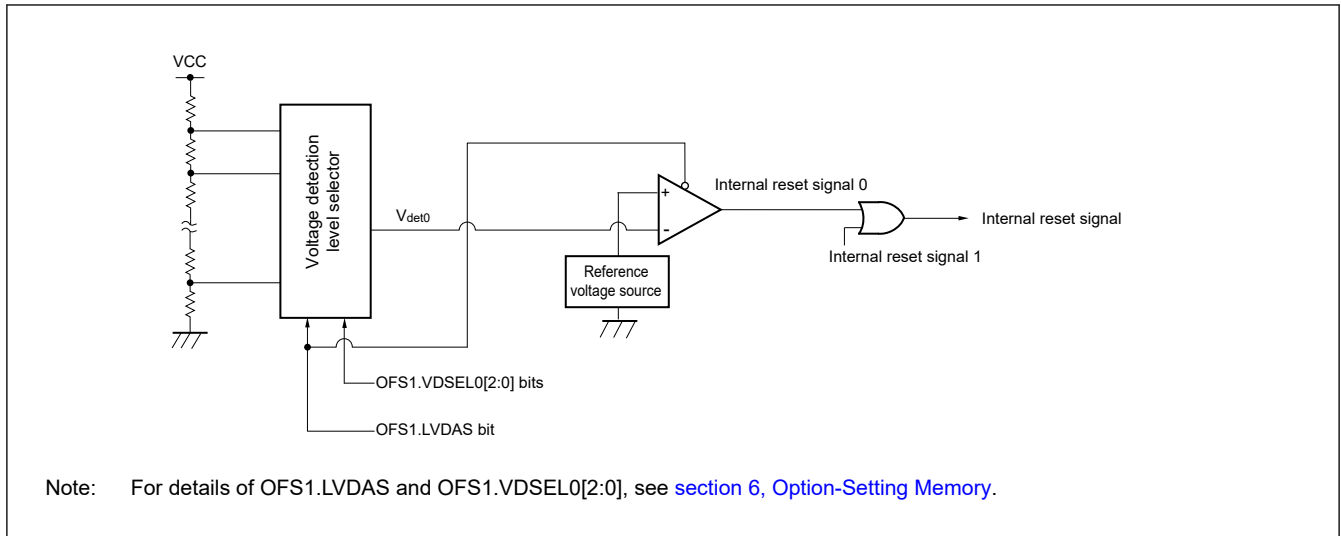 VCC
Voltage detection
level selector
Vdet0
+
-
Internal reset signal 0
Internal reset signal
Internal reset signal 1
Reference
voltage source
OFS1.VDSEL0[2:0] bits
OFS1.LVDAS bit
Note: For details of OFS1.LVDAS and OFS1.VDSEL0[2:0], see section 6, Option-Setting Memory.